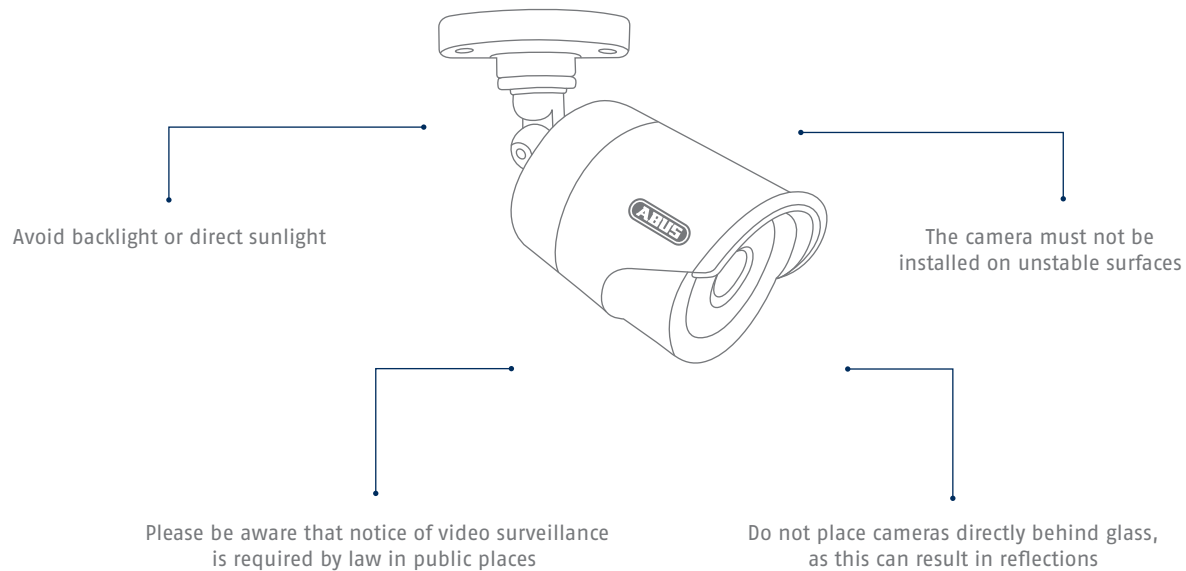 ABUS
Avoid backlight or direct sunlight
The camera must not be
installed on unstable surfaces
Please be aware that notice of video surveillance
is required by law in public places
Do not place cameras directly behind glass,
as this can result in reflections